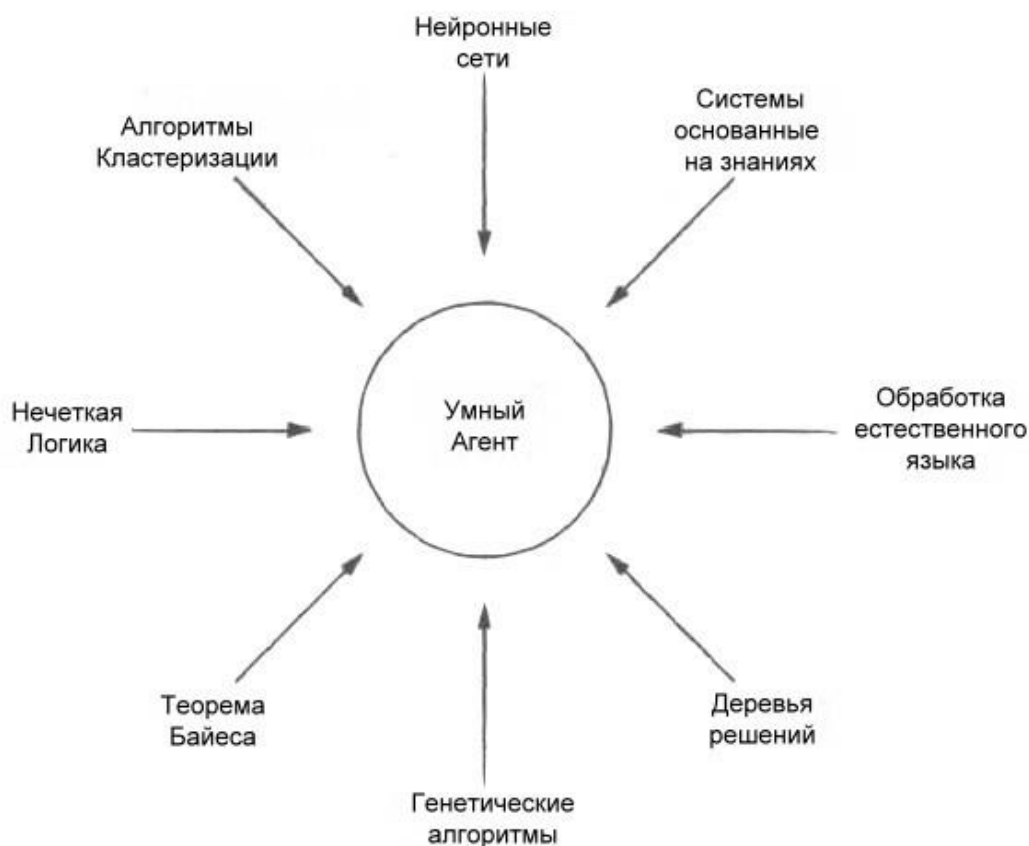 Нейронные
сети
Системы
основанные
на знаниях
Алгоритмы
Кластеризации
Нечеткая
Логика
Умный
Агент
Обработка
естественного
языка
Теорема
Байеса
Деревья
решений
Генетические
алгоритмы